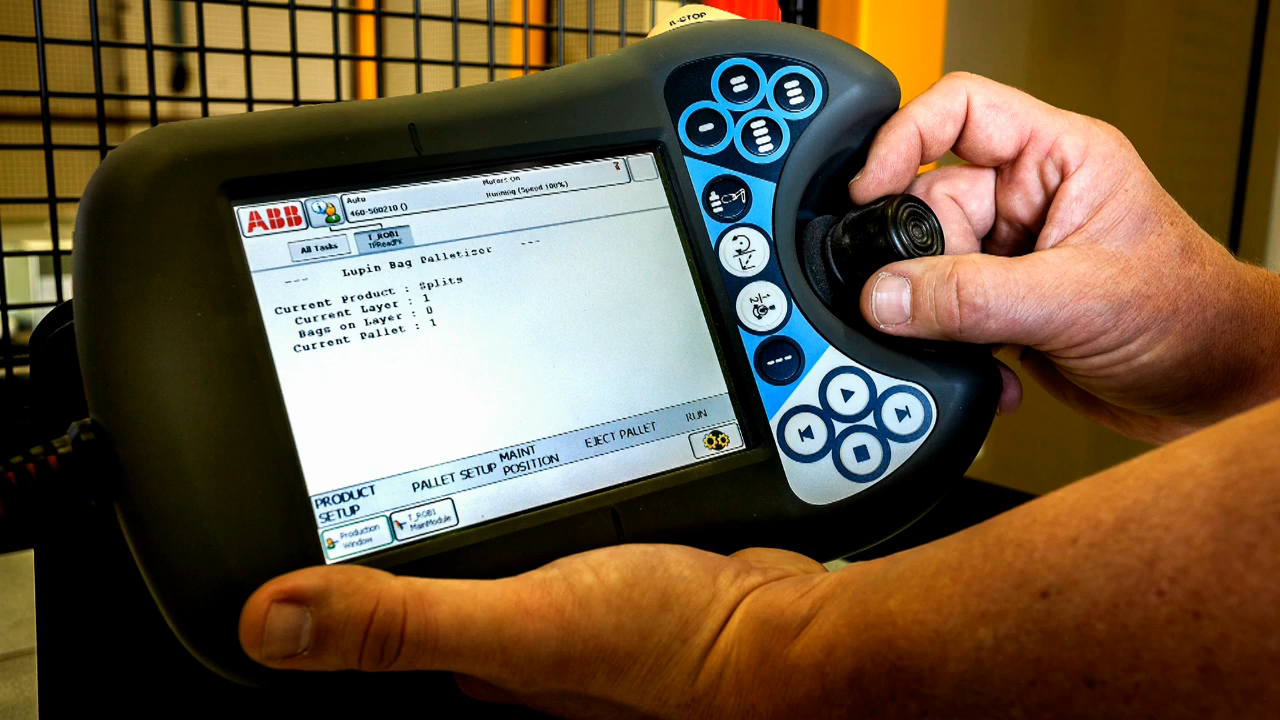 E-STOP
ABB
Auto
460-500210 ()
Motors On
Running (Speed 100%)
All Tasks
T_ROB1
TPReadFK
--- Lupin Bag Palletizer ---
Current Product : Splits
Current Layer : 1
Bags on Layer : 0
Current Pallet : 1
PRODUCT
SETUP
PALLET SETUP
MAINT
POSITION
EJECT PALLET
RUN
Production
Window
T_ROB1
MainModule